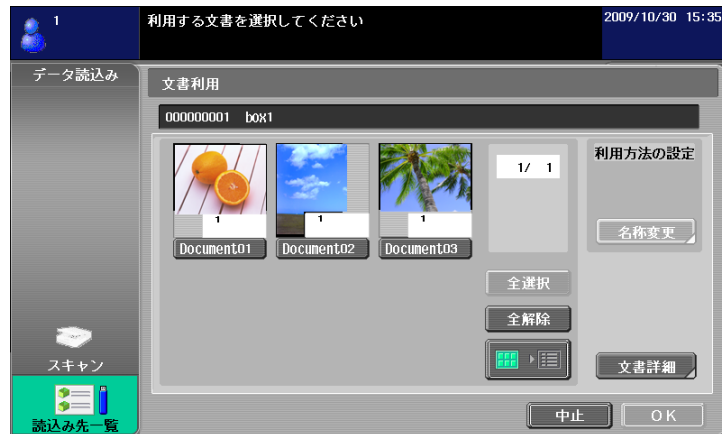 1
利用する文書を選択してください
2009/10/30 15:35
データ読込み
文書利用
000000001 box1
1/ 1
利用方法の設定
1
1
1
名称変更
Document01
Document02
Document03
全選択
全解除
スキャン
文書詳細
読込み先一覧
中止
OK